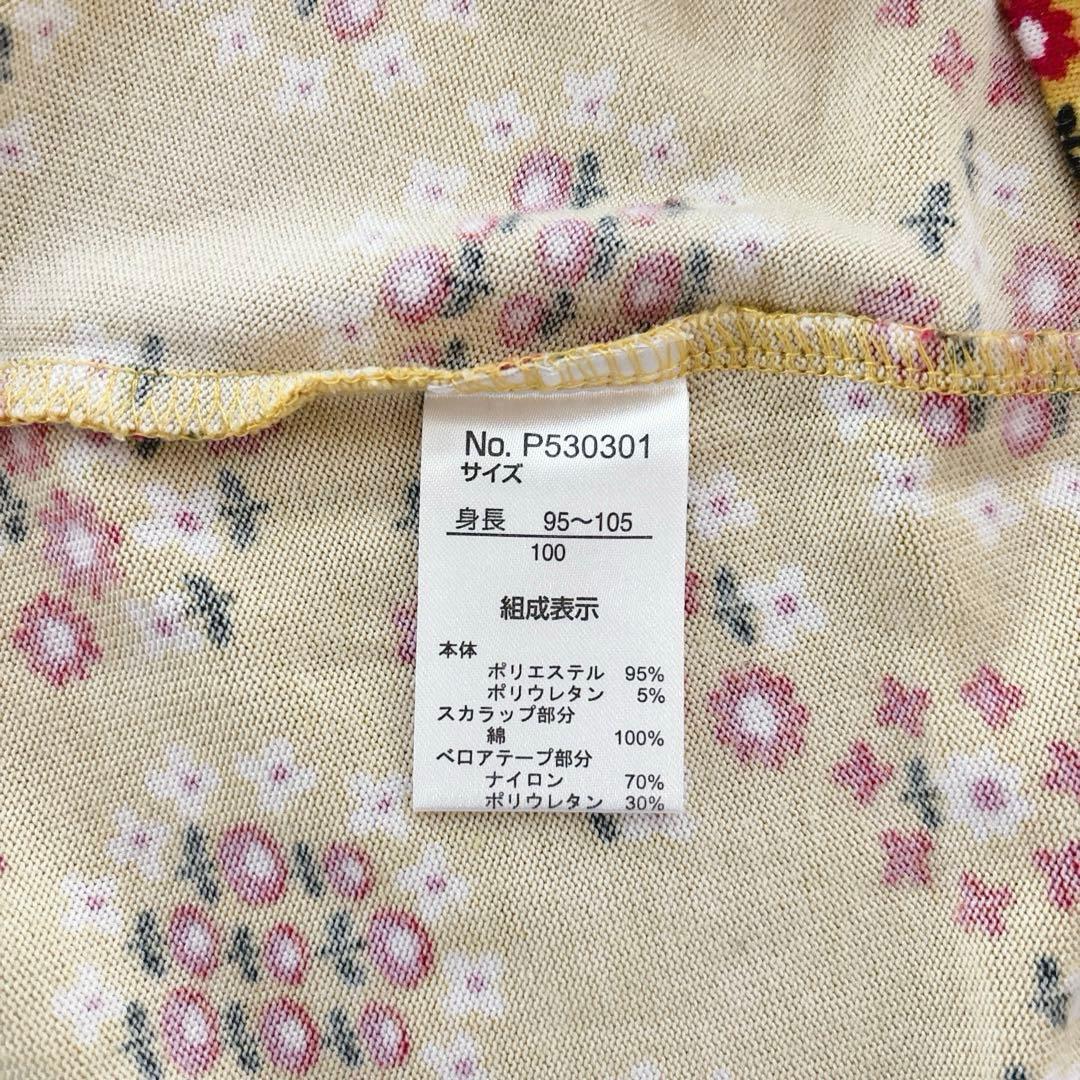 No. P530301
サイズ
身長 95〜105
100
組成表示
本体
ポリエステル 95%
ポリウレタン 5%
スカラップ部分
綿 100%
ベロアテープ部分
ナイロン 70%
ポリウレタン 30%